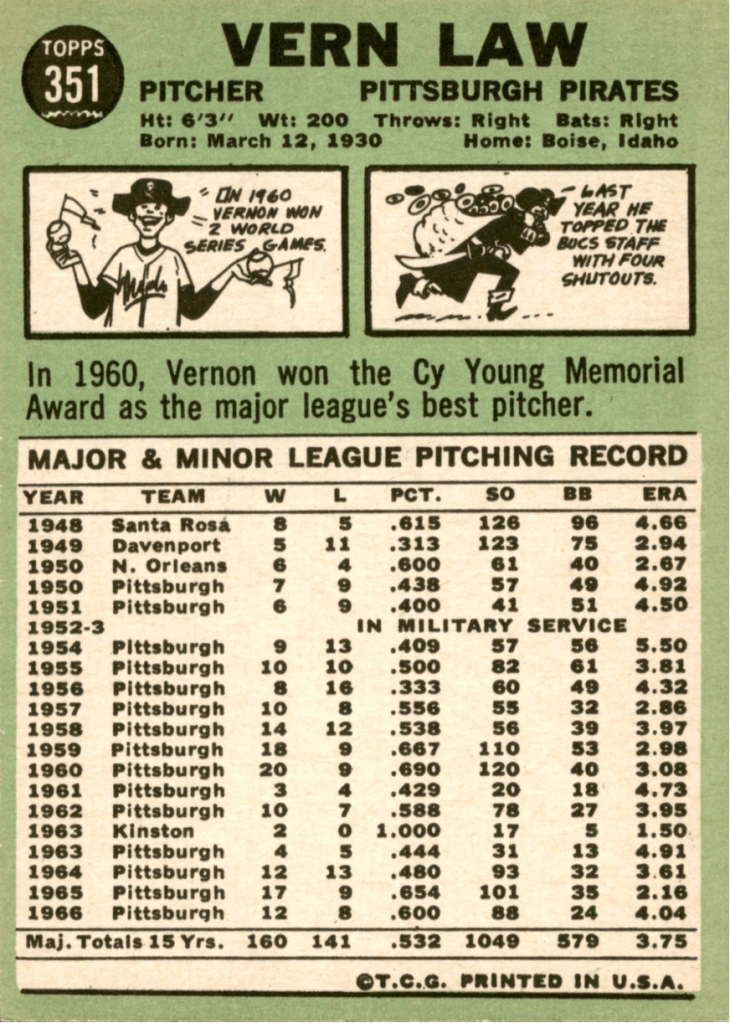 TOPPS
351
VERN LAW
PITCHER PITTSBURGH PIRATES
Ht: 6'3" Wt: 200 Throws: Right Bats: Right
Born: March 12, 1930 Home: Boise, Idaho
ON 1960
VERNON WON
2 WORLD
SERIES GAMES.
LAST
YEAR HE
TOPPED THE
BUCS STAFF
WITH FOUR
SHUTOUTS.
In 1960, Vernon won the Cy Young Memorial
Award as the major league's best pitcher.
MAJOR & MINOR LEAGUE PITCHING RECORD
YEAR TEAM W L PCT. SO BB ERA
1948 Santa Rosa 8 5 .615 126 96 4.66
1949 Davenport 5 11 .313 123 75 2.94
1950 N. Orleans 6 4 .600 61 40 2.67
1950 Pittsburgh 7 9 .438 57 49 4.92
1951 Pittsburgh 6 9 .400 41 51 4.50
1952-3 IN MILITARY SERVICE
1954 Pittsburgh 9 13 .409 57 56 5.50
1955 Pittsburgh 10 10 .500 82 61 3.81
1956 Pittsburgh 8 16 .333 60 49 4.32
1957 Pittsburgh 10 8 .556 55 32 2.86
1958 Pittsburgh 14 12 .538 56 39 3.97
1959 Pittsburgh 18 9 .667 110 53 2.98
1960 Pittsburgh 20 9 .690 120 40 3.08
1961 Pittsburgh 3 4 .429 20 18 4.73
1962 Pittsburgh 10 7 .588 78 27 3.95
1963 Kinston 2 0 1.000 17 5 1.50
1963 Pittsburgh 4 5 .444 31 13 4.91
1964 Pittsburgh 12 13 .480 93 32 3.61
1965 Pittsburgh 17 9 .654 101 35 2.16
1966 Pittsburgh 12 8 .600 88 24 4.04
Maj. Totals 15 Yrs. 160 141 .532 1049 579 3.75
©T.C.G. PRINTED IN U.S.A.